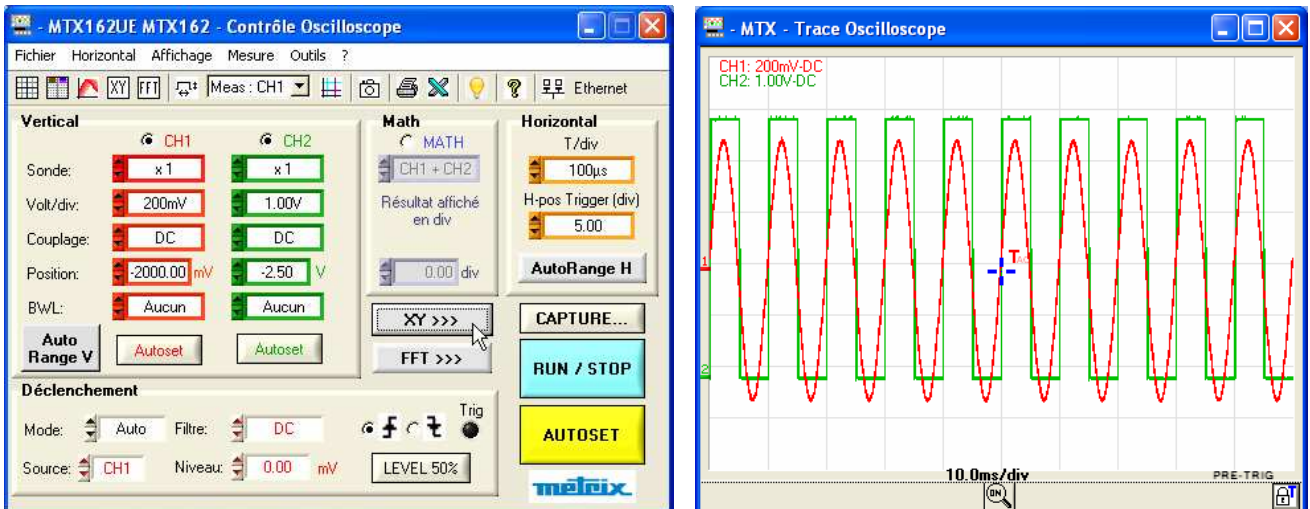 - MTX162UE MTX162 - Contrôle Oscilloscope
Fichier Horizontal Affichage Mesure Outils ?
XY FFT Meas : CH1 Ethernet
Vertical
CH1 CH2
Sonde: x 1 x 1
Volt/div: 200mV 1.00V
Couplage: DC DC
Position: -2000.00 mV -2.50 V
BWL: Aucun Aucun
Auto Range V Autoset Autoset
Math
MATH
CH1 + CH2
Résultat affiché
en div
0.00 div
XY >>>
FFT >>>
Horizontal
T/div
100µs
H-pos Trigger (div)
5.00
AutoRange H
CAPTURE...
RUN / STOP
AUTOSET
metrix
Déclenchement
Mode: Auto Filtre: DC Trig
Source: CH1 Niveau: 0.00 mV LEVEL 50%
- MTX - Trace Oscilloscope
CH1: 200mV-DC
CH2: 1.00V-DC
1
T
2
10.0ms/div PRE-TRIG
ON T